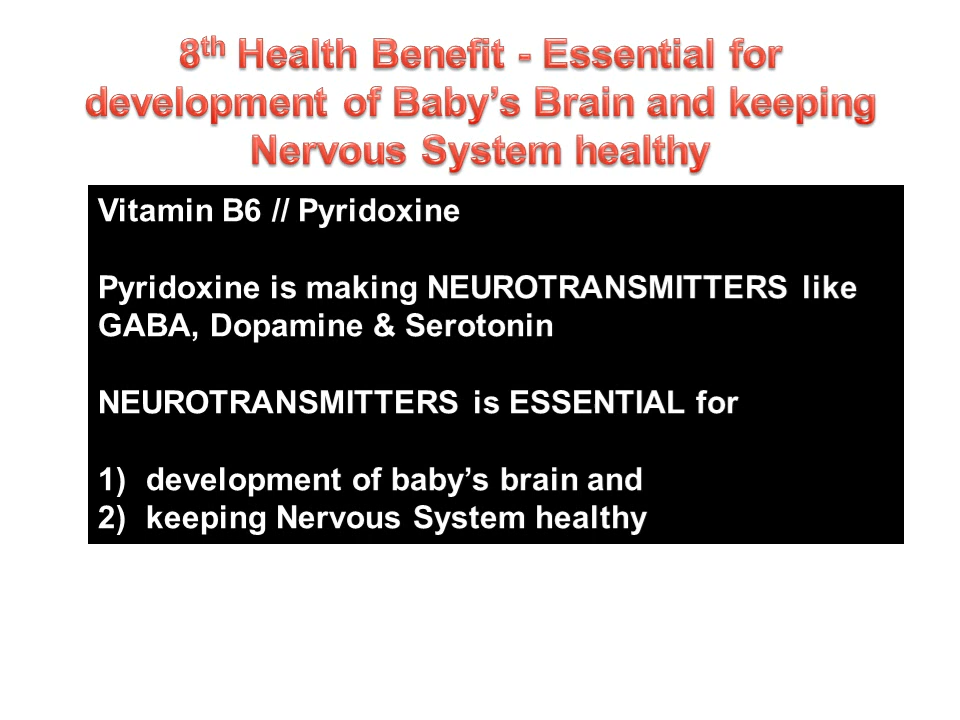 8th Health Benefit - Essential for
development of Baby’s Brain and keeping
Nervous System healthy
Vitamin B6 // Pyridoxine
Pyridoxine is making NEUROTRANSMITTERS like
GABA, Dopamine & Serotonin
NEUROTRANSMITTERS is ESSENTIAL for
1) development of baby’s brain and
2) keeping Nervous System healthy